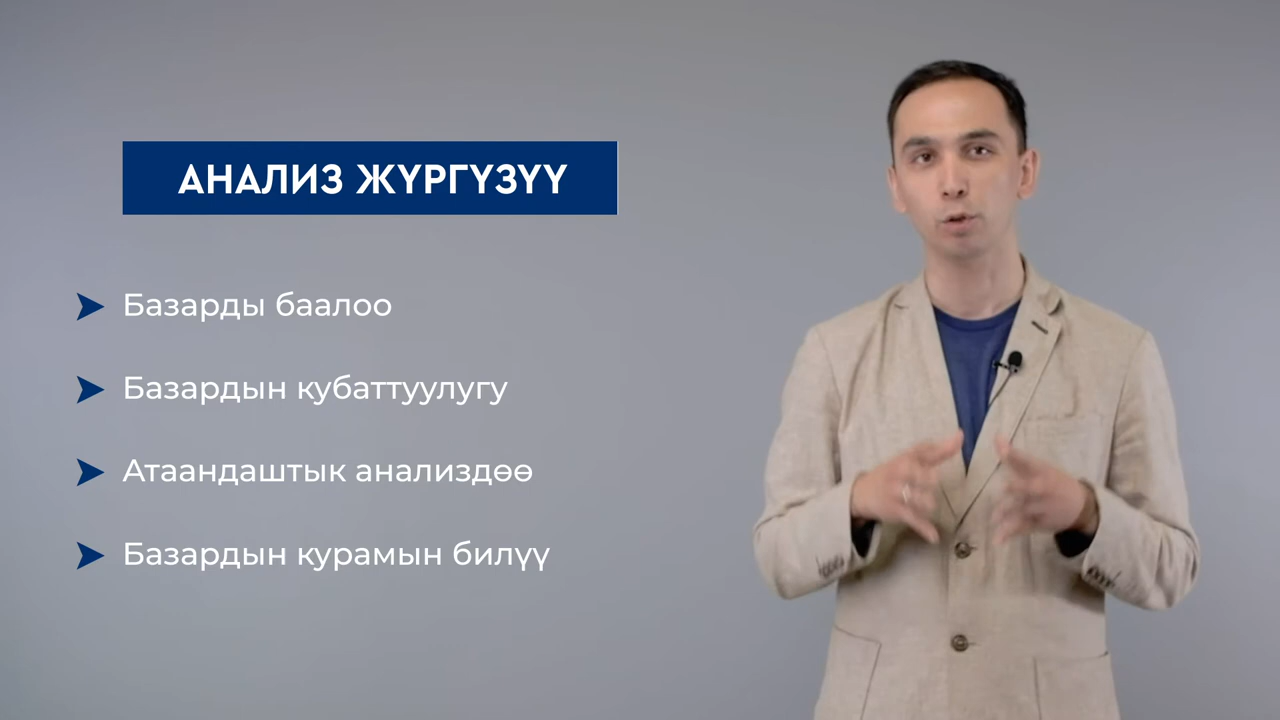 АНАЛИЗ ЖҮРГҮЗҮҮ
Базарды баалоо
Базардын кубаттуулугу
Атаандаштык анализдөө
Базардын курамын билүү